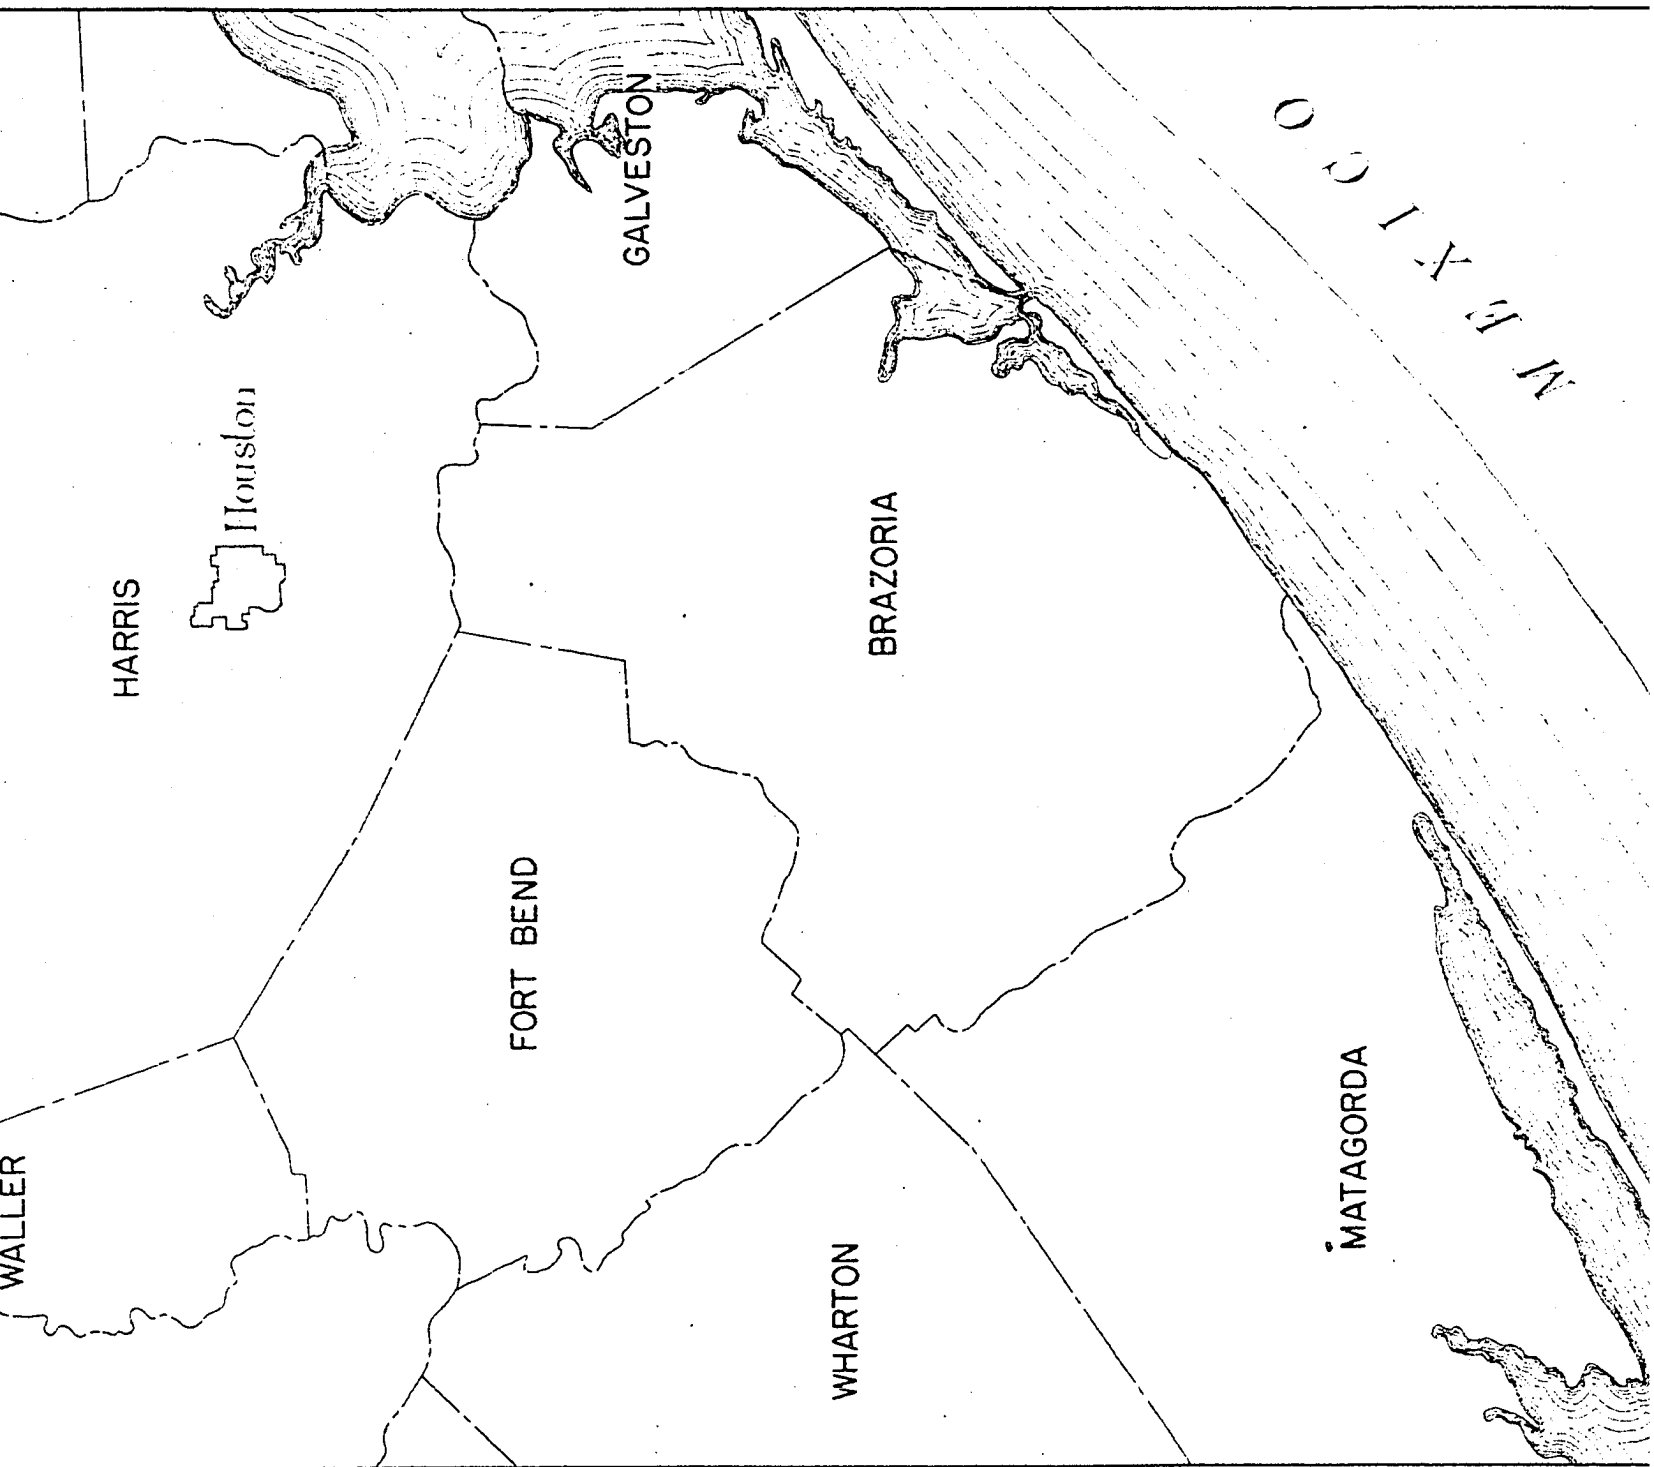 GALVESTON
HARRIS
Houston
BRAZORIA
FORT BEND
WALLER
WHARTON
MATAGORDA
MEXICO